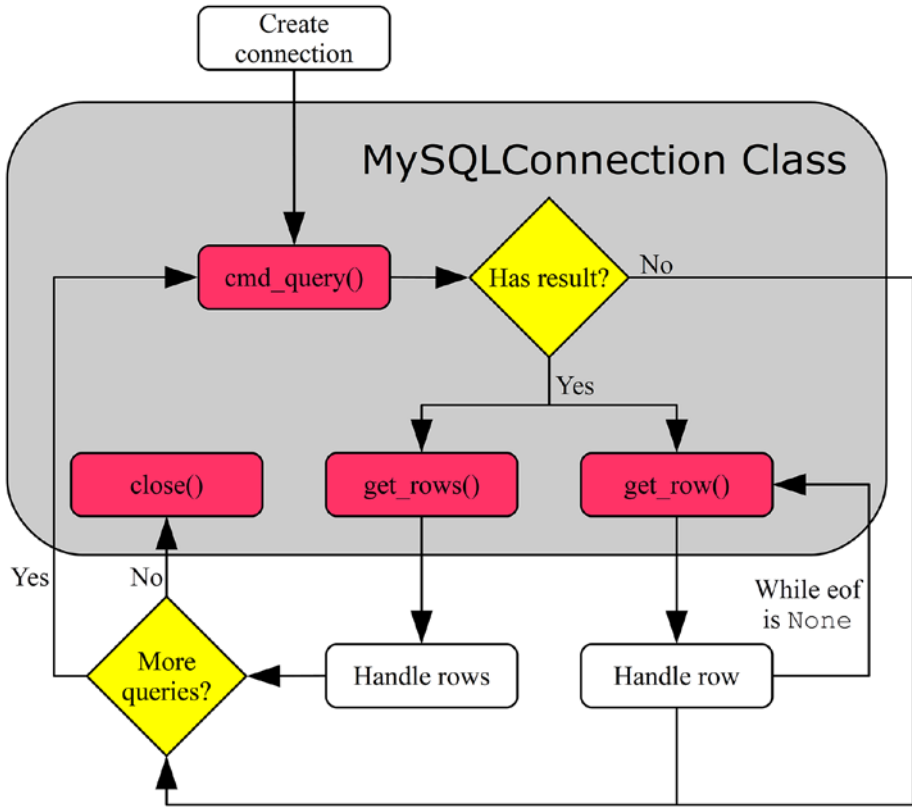 Create
connection
MySQLConnection Class
cmd_query()
Has result?
No
Yes
close()
get_rows()
get_row()
Yes
No
While eof
is None
More
queries?
Handle rows
Handle row